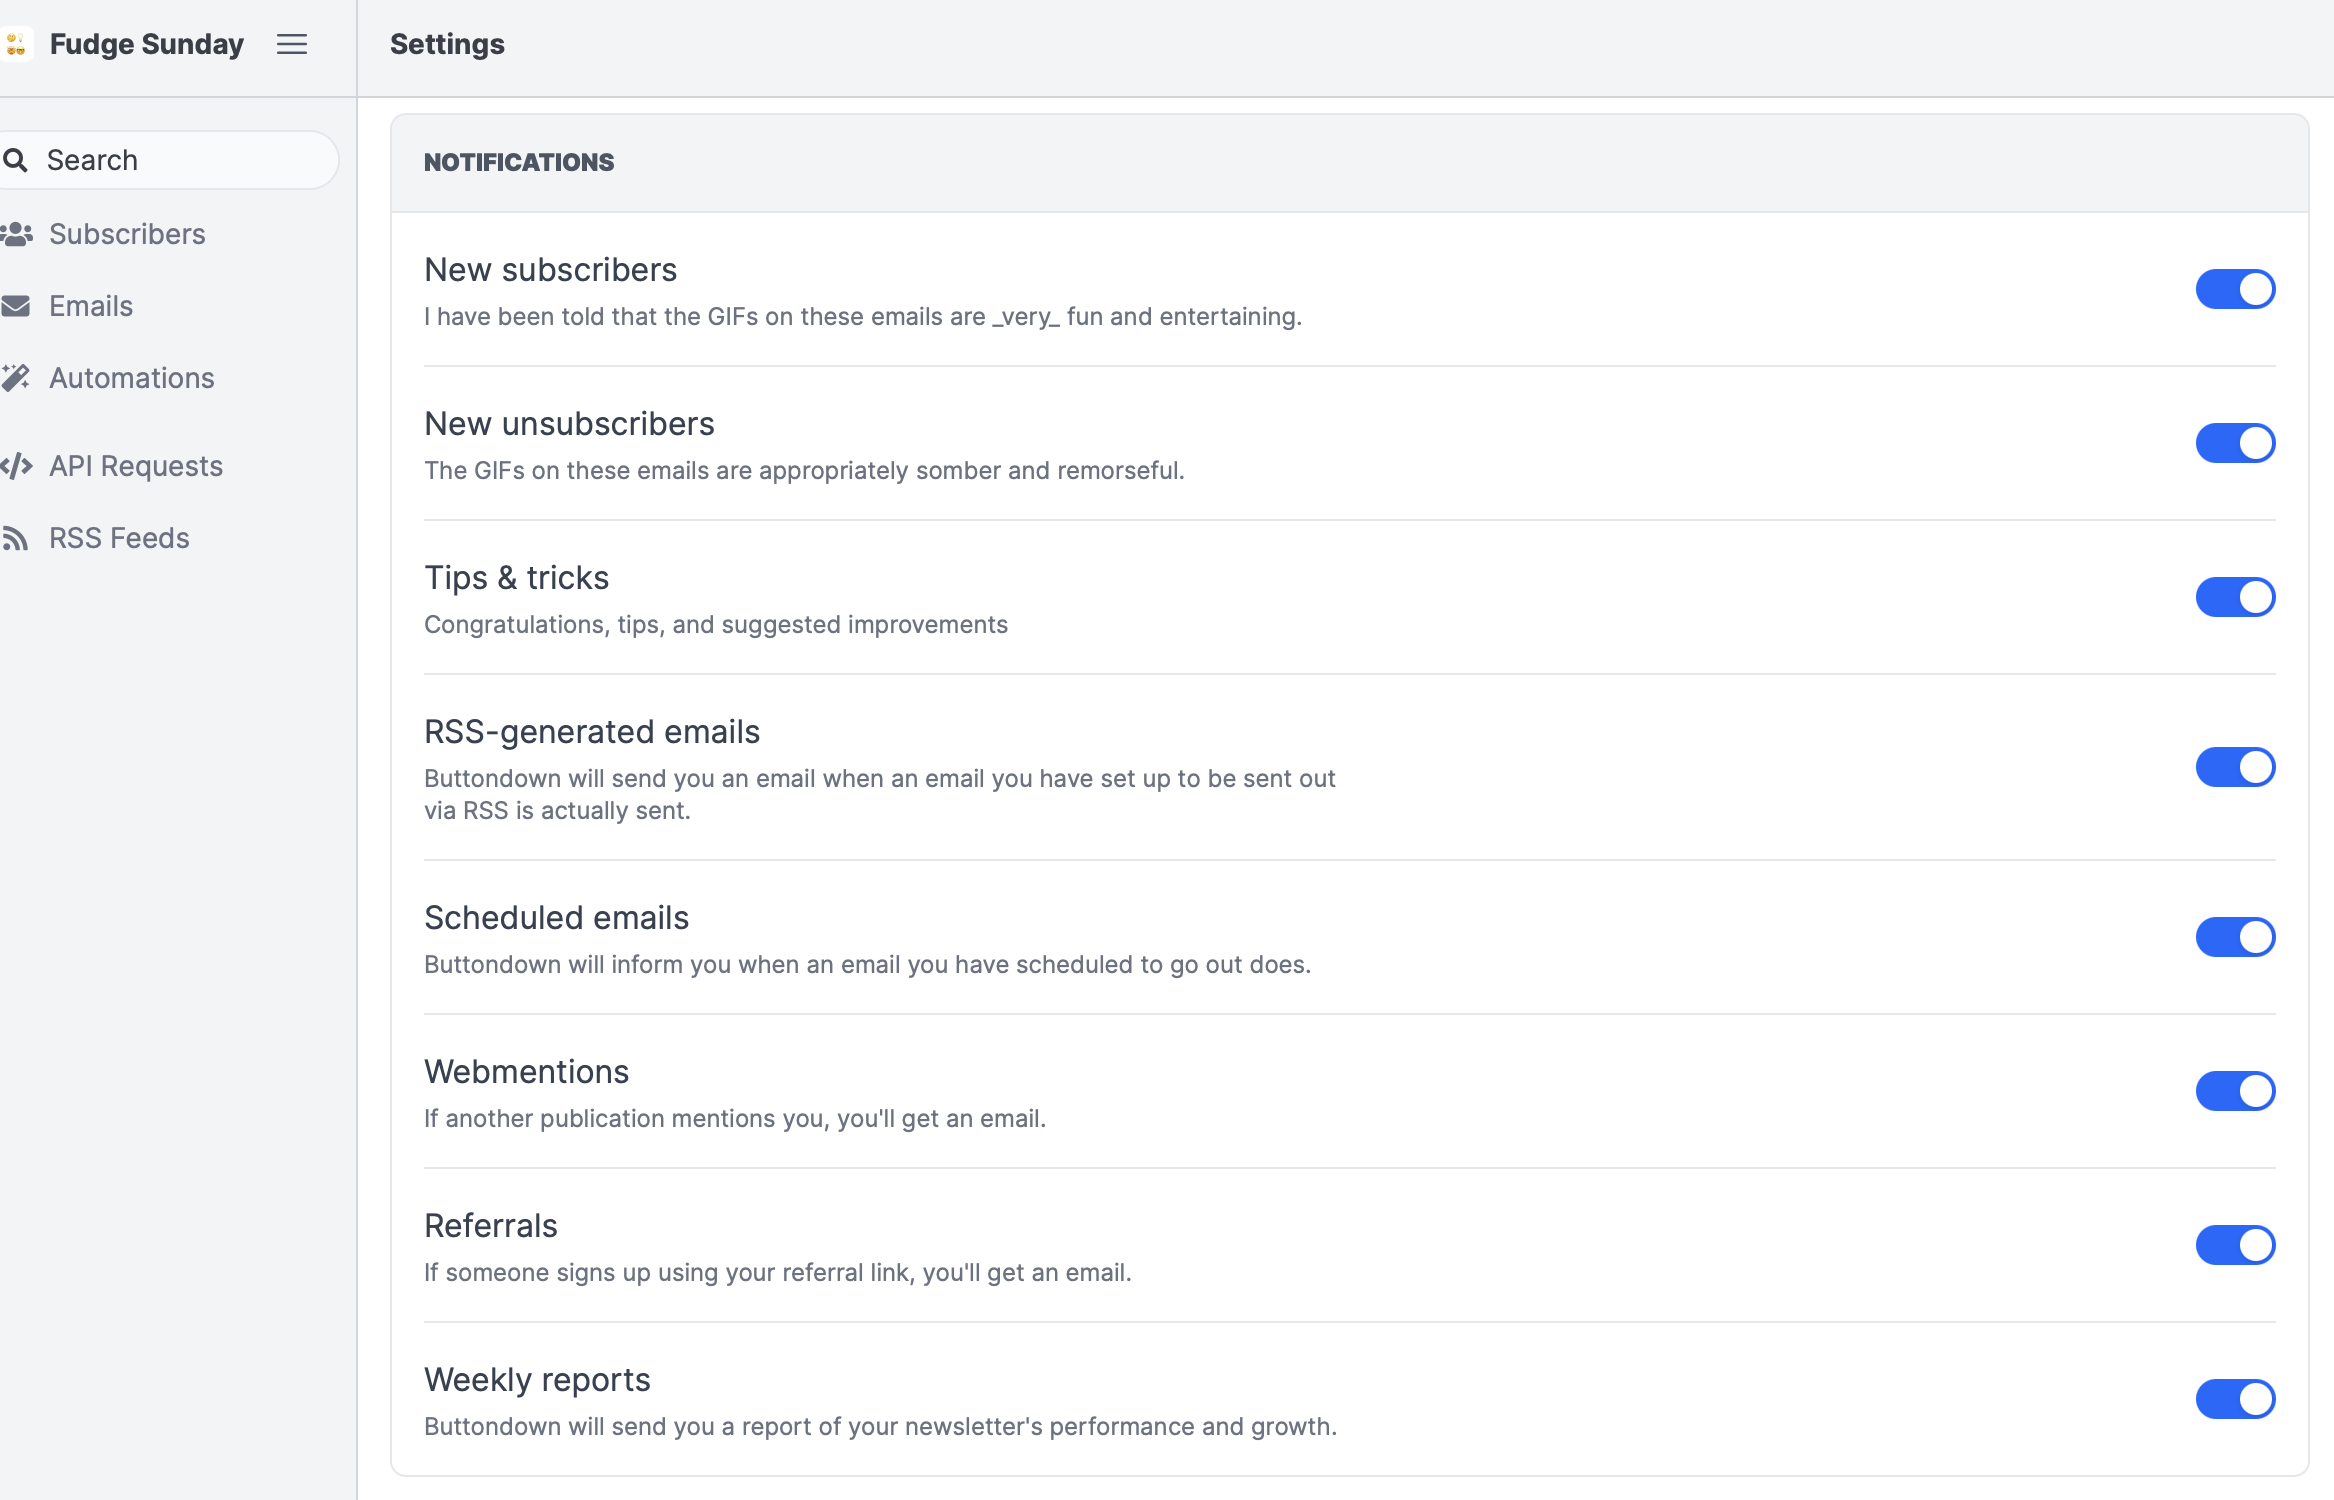 Fudge Sunday
Settings
Search
Subscribers
Emails
Automations
API Requests
RSS Feeds
NOTIFICATIONS
New subscribers
I have been told that the GIFs on these emails are _very_ fun and entertaining.
New unsubscribers
The GIFs on these emails are appropriately somber and remorseful.
Tips & tricks
Congratulations, tips, and suggested improvements
RSS-generated emails
Buttondown will send you an email when an email you have set up to be sent out
via RSS is actually sent.
Scheduled emails
Buttondown will inform you when an email you have scheduled to go out does.
Webmentions
If another publication mentions you, you'll get an email.
Referrals
If someone signs up using your referral link, you'll get an email.
Weekly reports
Buttondown will send you a report of your newsletter's performance and growth.